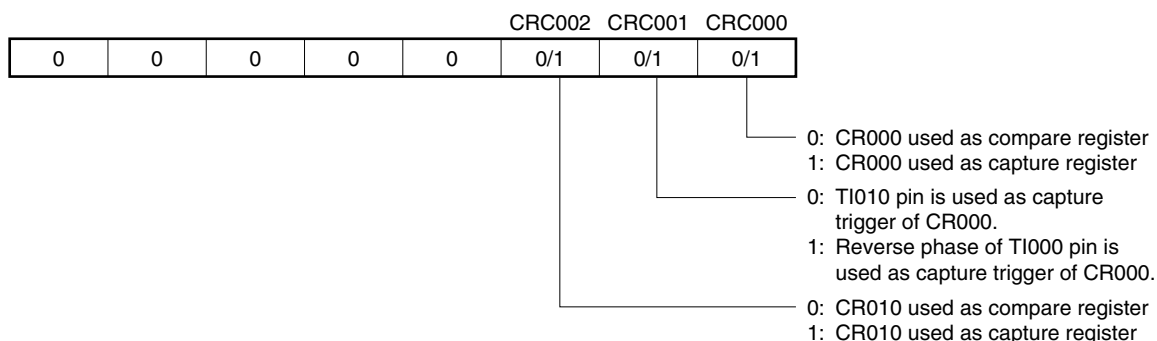 CRC002 CRC001 CRC000
0 0 0 0 0 0/1 0/1 0/1
0: CR000 used as compare register
1: CR000 used as capture register
0: TI010 pin is used as capture
trigger of CR000.
1: Reverse phase of TI000 pin is
used as capture trigger of CR000.
0: CR010 used as compare register
1: CR010 used as capture register